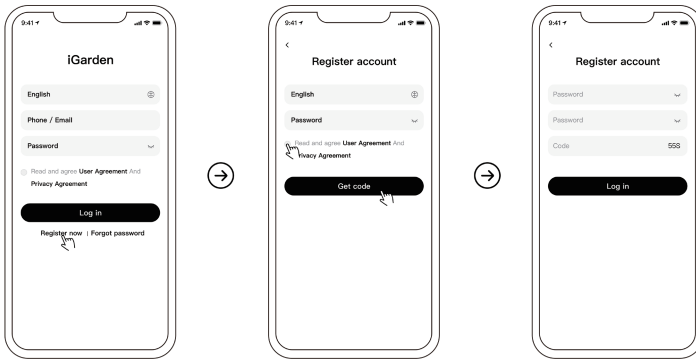 9:41
iGarden
English
Phone / Email
Password
Read and agree User Agreement And
Privacy Agreement
Log in
Register now | Forgot password
9:41
Register account
English
Password
Read and agree User Agreement And
Privacy Agreement
Get code
9:41
Register account
Password
Password
Code 55S
Log in